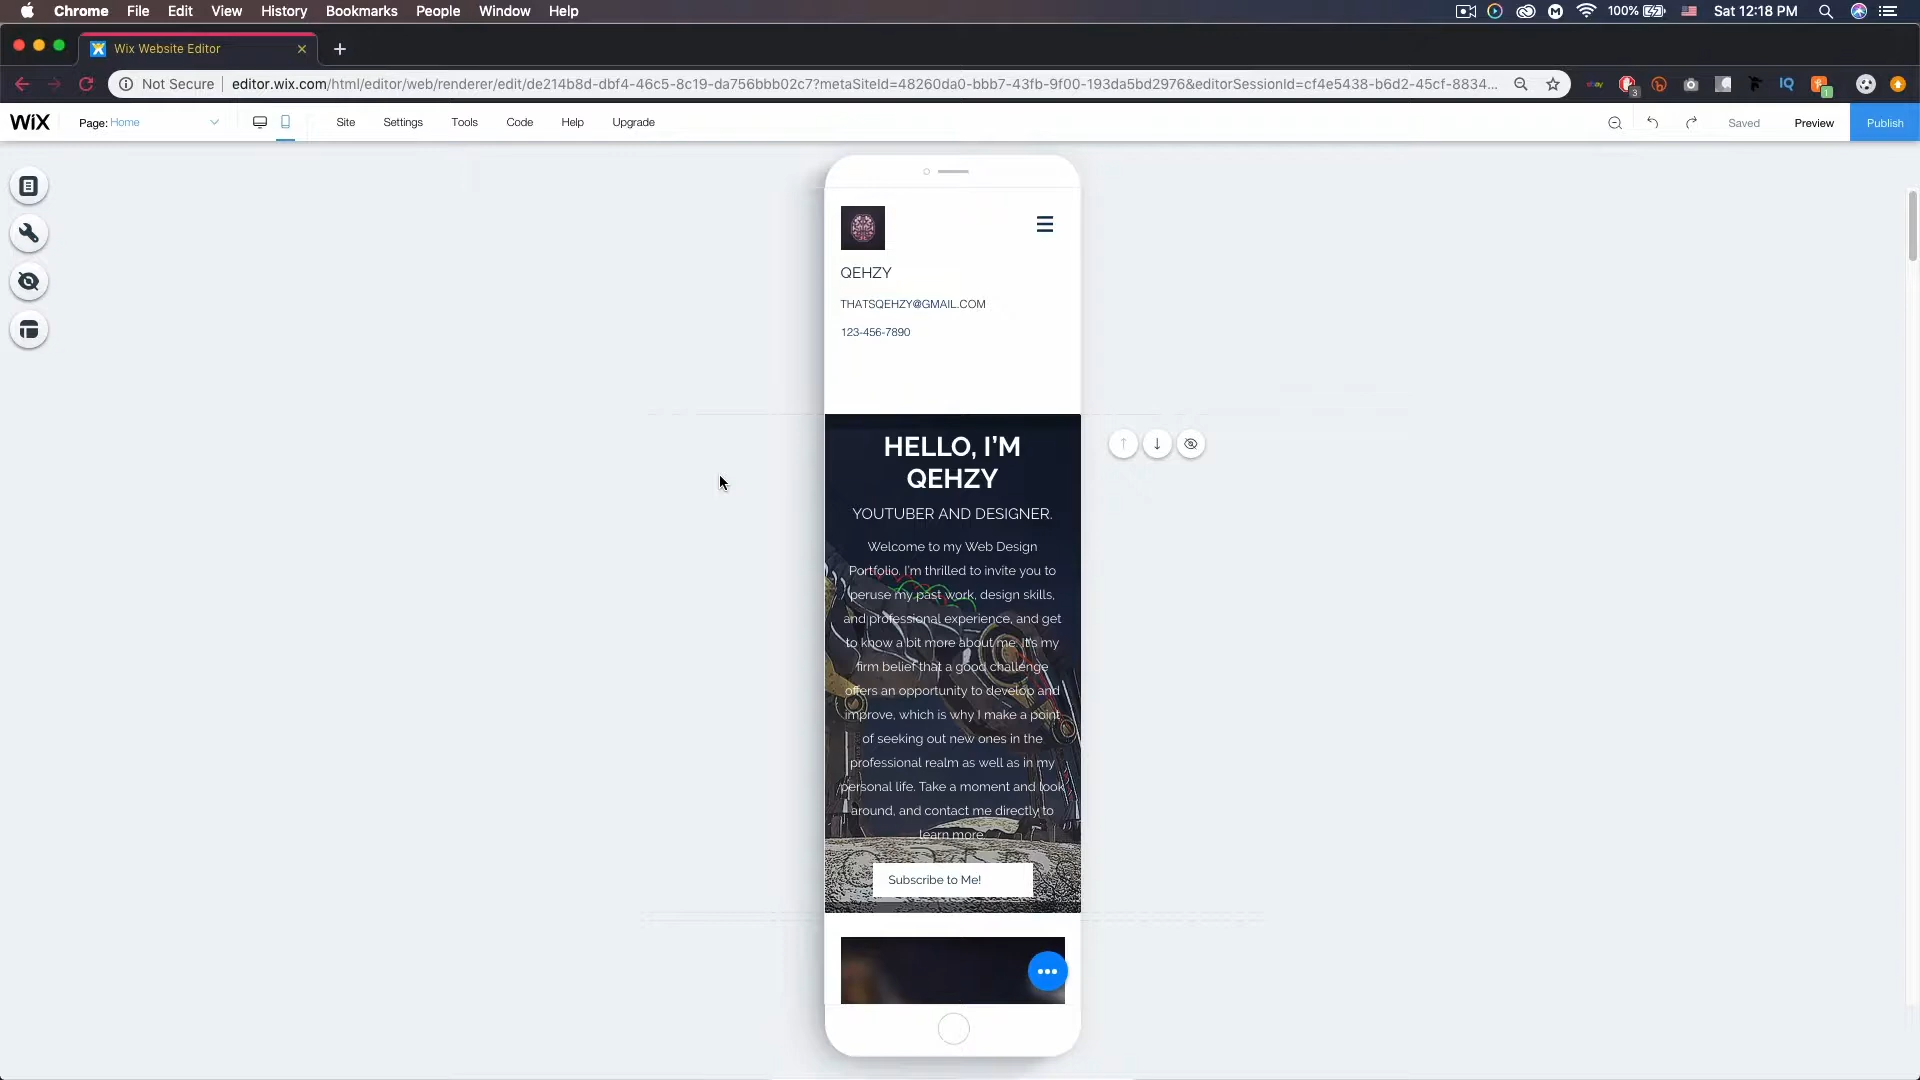 Chrome File Edit View History Bookmarks People Window Help
100% Sat 12:18 PM
Wix Website Editor
Not Secure editor.wix.com/html/editor/web/renderer/edit/de214b8d-dbf4-46c5-8c19-da756bbb02c7?metaSiteId=48260da0-bbb7-43fb-9f00-193da5bd2976&editorSessionId=cf4e5438-b6d2-45cf-8834...
ebay 3 IQ 1
WiX Page: Home Site Settings Tools Code Help Upgrade Saved Preview Publish
QEHZY
THATSQEHZY@GMAIL.COM
123-456-7890
HELLO, I'M
QEHZY
YOUTUBER AND DESIGNER.
Welcome to my Web Design
Portfolio. I'm thrilled to invite you to
peruse my past work, design skills,
and professional experience, and get
to know a bit more about me. It's my
firm belief that a good challenge
offers an opportunity to develop and
improve, which is why I make a point
of seeking out new ones in the
professional realm as well as in my
personal life. Take a moment and look
around, and contact me directly to
learn more.
Subscribe to Me!